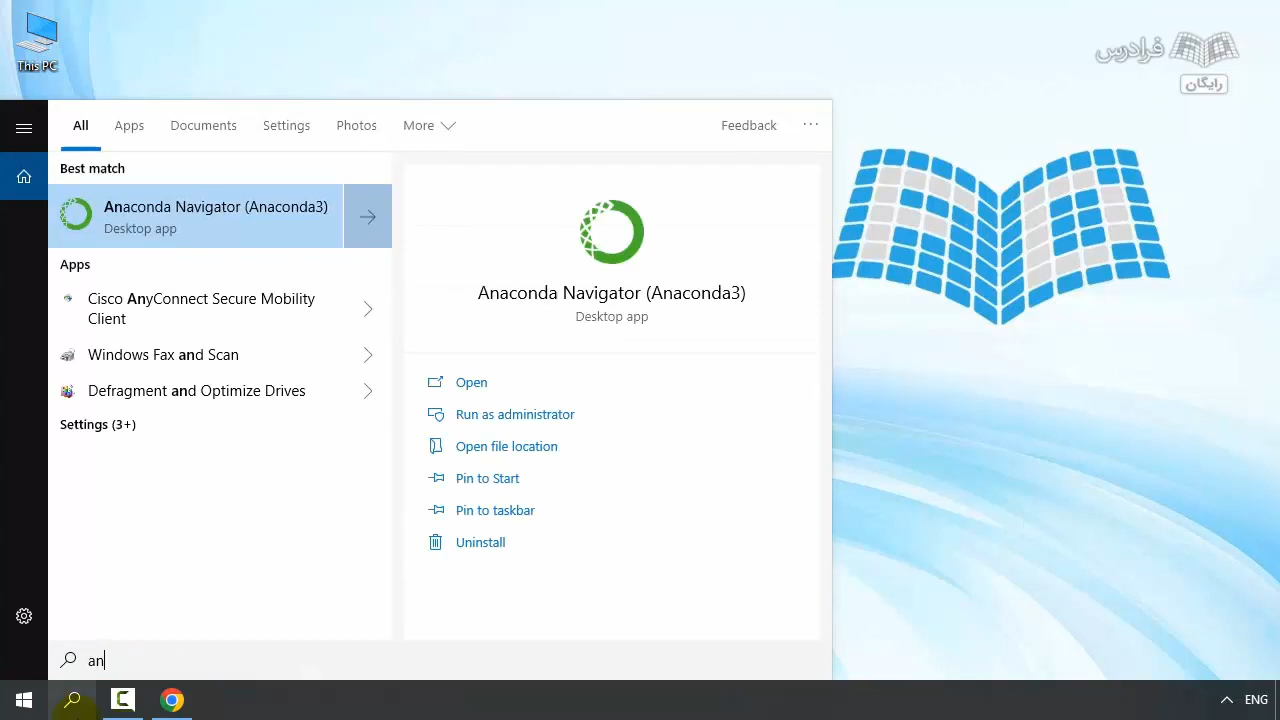 This PC
فرادرس
رایگان
All
Apps
Documents
Settings
Photos
More
Feedback
Best match
Anaconda Navigator (Anaconda3)
Desktop app
Apps
Cisco AnyConnect Secure Mobility
Client
Windows Fax and Scan
Defragment and Optimize Drives
Settings (3+)
Anaconda Navigator (Anaconda3)
Desktop app
Open
Run as administrator
Open file location
Pin to Start
Pin to taskbar
Uninstall
an
ENG